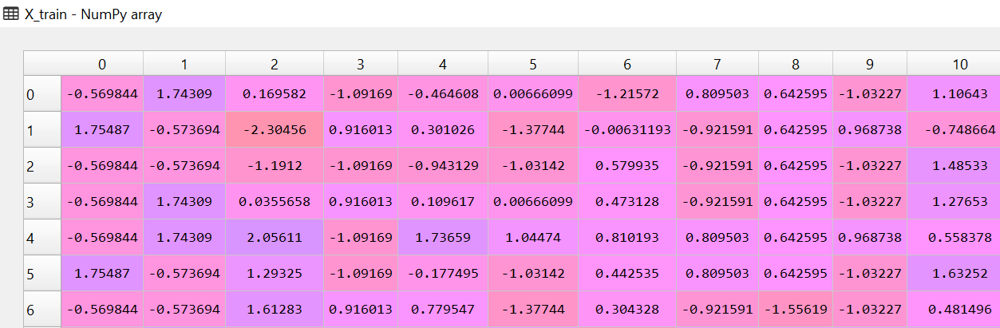 X_train - NumPy array
0 1 2 3 4 5 6 7 8 9 10
0 -0.569844 1.74309 0.169582 -1.09169 -0.464608 0.00666099 -1.21572 0.809503 0.642595 -1.03227 1.10643
1 1.75487 -0.573694 -2.30456 0.916013 0.301026 -1.37744 -0.00631193 -0.921591 0.642595 0.968738 -0.748664
2 -0.569844 -0.573694 -1.1912 -1.09169 -0.943129 -1.03142 0.579935 -0.921591 0.642595 -1.03227 1.48533
3 -0.569844 1.74309 0.0355658 0.916013 0.109617 0.00666099 0.473128 -0.921591 0.642595 -1.03227 1.27653
4 -0.569844 1.74309 2.05611 -1.09169 1.73659 1.04474 0.810193 0.809503 0.642595 0.968738 0.558378
5 1.75487 -0.573694 1.29325 -1.09169 -0.177495 -1.03142 0.442535 0.809503 0.642595 -1.03227 1.63252
6 -0.569844 -0.573694 1.61283 0.916013 0.779547 -1.37744 0.304328 -0.921591 -1.55619 -1.03227 0.481496